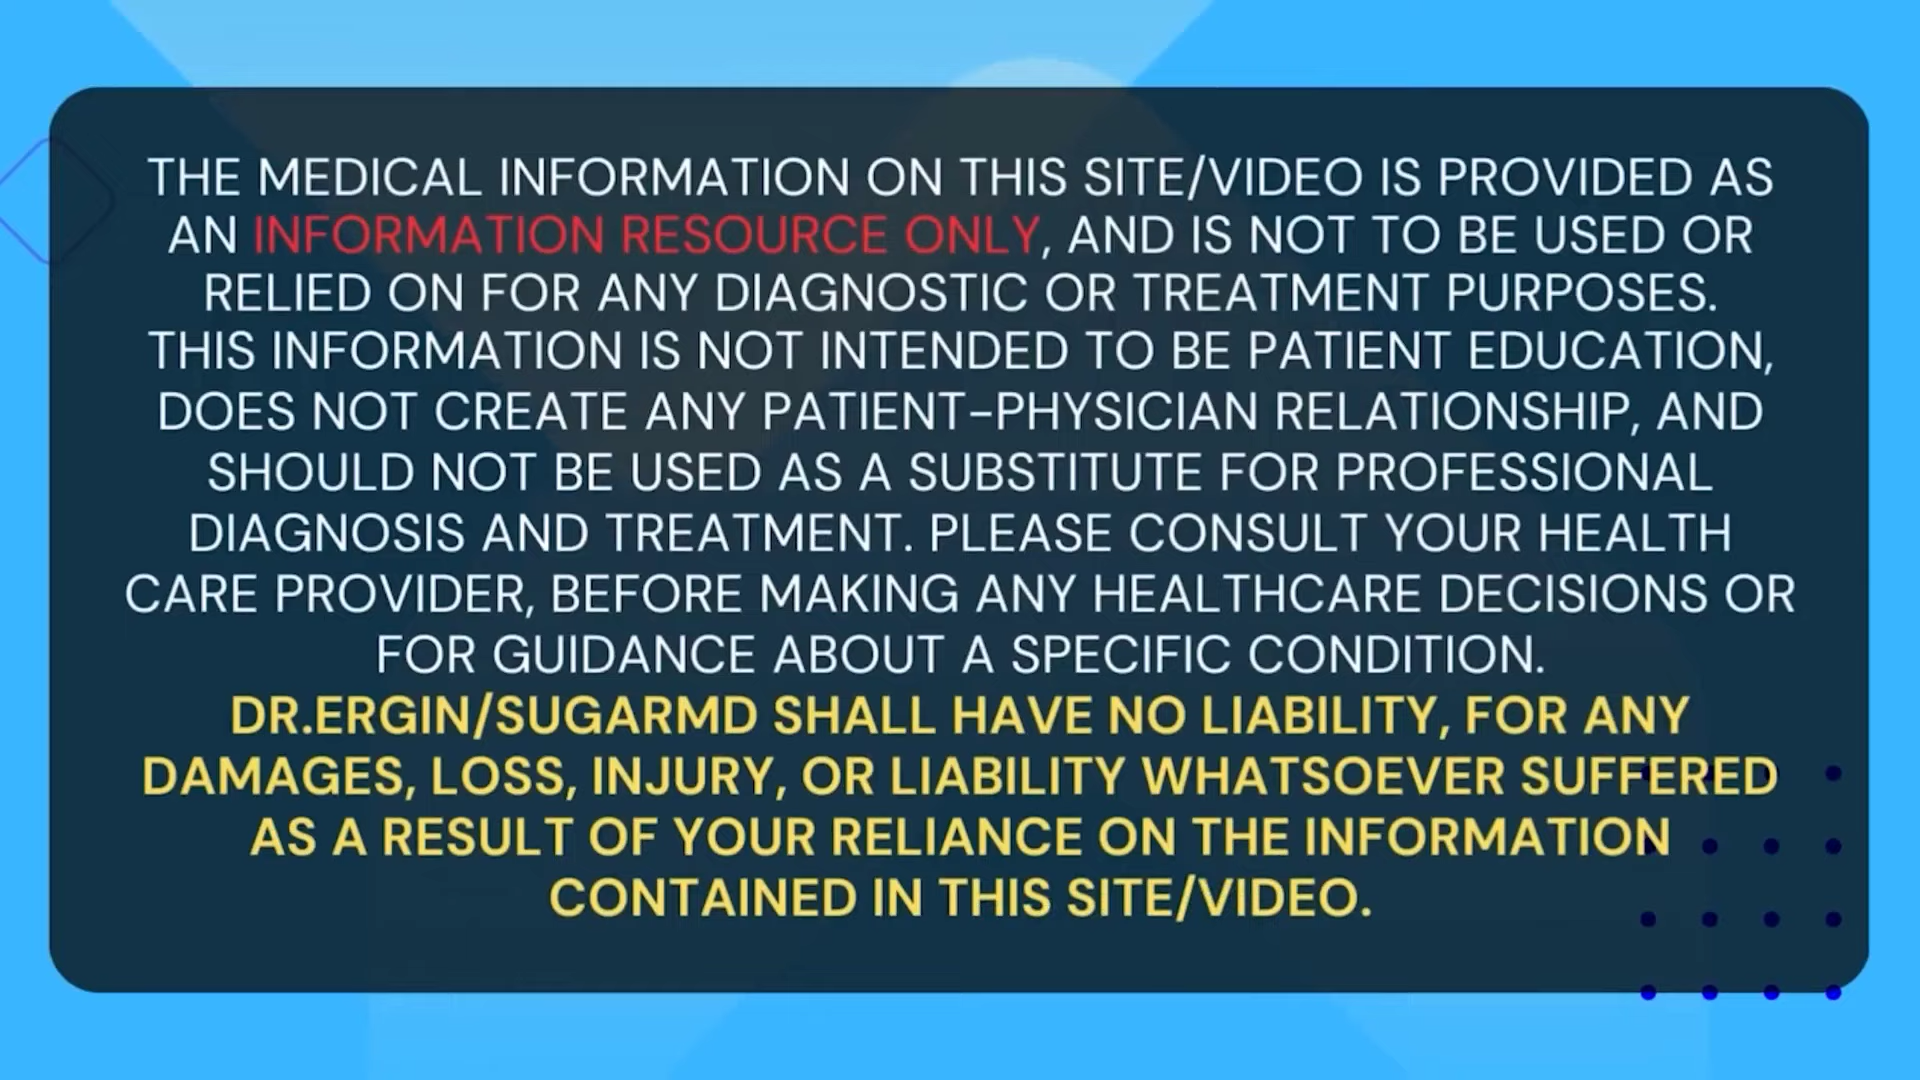 THE MEDICAL INFORMATION ON THIS SITE/VIDEO IS PROVIDED AS
AN INFORMATION RESOURCE ONLY, AND IS NOT TO BE USED OR
RELIED ON FOR ANY DIAGNOSTIC OR TREATMENT PURPOSES.
THIS INFORMATION IS NOT INTENDED TO BE PATIENT EDUCATION,
DOES NOT CREATE ANY PATIENT-PHYSICIAN RELATIONSHIP, AND
SHOULD NOT BE USED AS A SUBSTITUTE FOR PROFESSIONAL
DIAGNOSIS AND TREATMENT. PLEASE CONSULT YOUR HEALTH
CARE PROVIDER, BEFORE MAKING ANY HEALTHCARE DECISIONS OR
FOR GUIDANCE ABOUT A SPECIFIC CONDITION.
DR.ERGIN/SUGARMD SHALL HAVE NO LIABILITY, FOR ANY
DAMAGES, LOSS, INJURY, OR LIABILITY WHATSOEVER SUFFERED
AS A RESULT OF YOUR RELIANCE ON THE INFORMATION
CONTAINED IN THIS SITE/VIDEO.